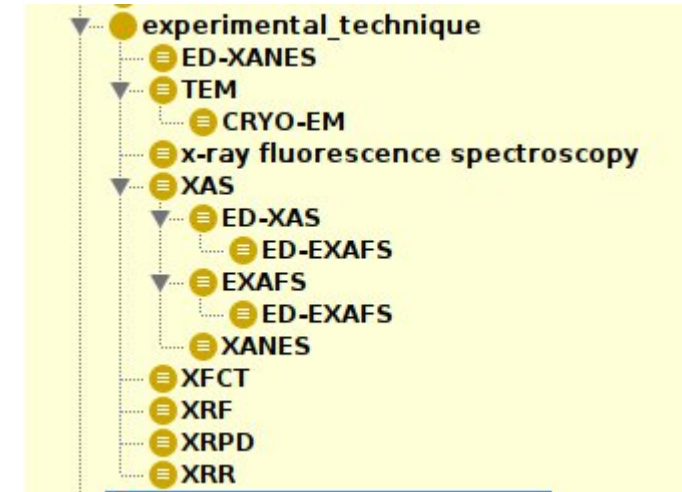 experimental_technique
ED-XANES
TEM
CRYO-EM
x-ray fluorescence spectroscopy
XAS
ED-XAS
ED-EXAFS
EXAFS
ED-EXAFS
XANES
XFCT
XRF
XRPD
XRR